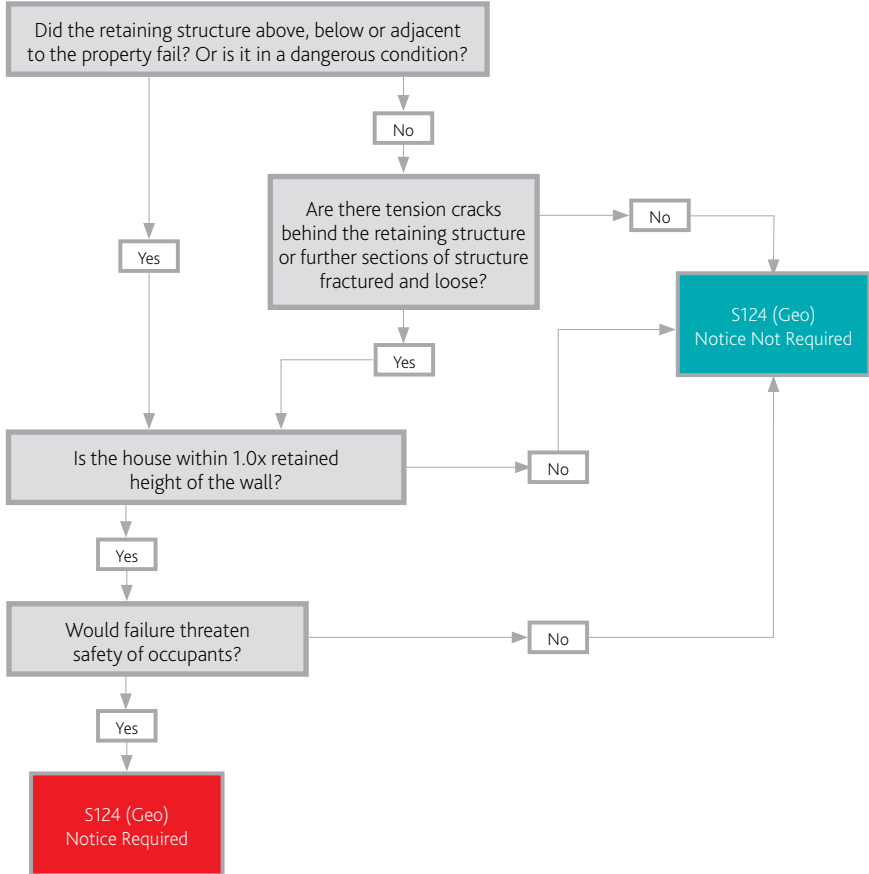 Did the retaining structure above, below or adjacent
to the property fail? Or is it in a dangerous condition?
No
Are there tension cracks
behind the retaining structure
or further sections of structure
fractured and loose?
No
Yes
S124 (Geo)
Notice Not Required
Yes
Is the house within 1.0x retained
height of the wall?
No
Yes
Would failure threaten
safety of occupants?
No
Yes
S124 (Geo)
Notice Required